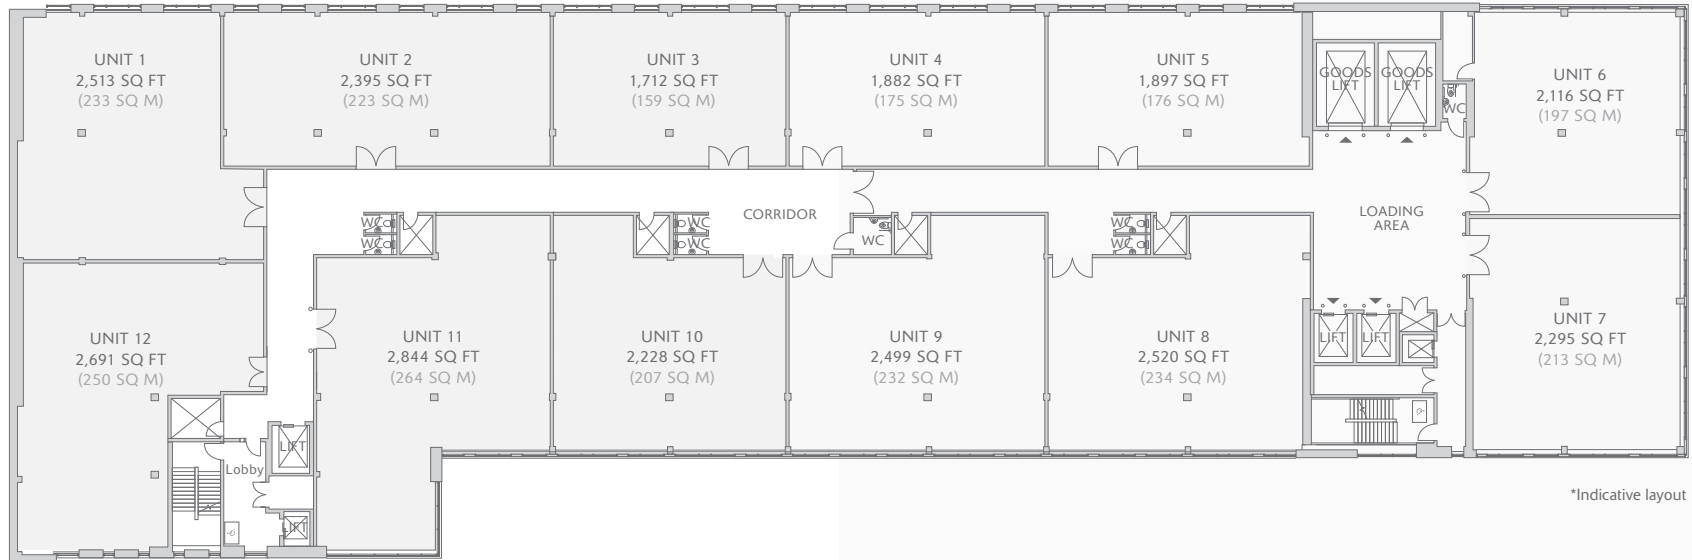 UNIT 1
2,513 SQ FT
(233 SQ M)
UNIT 2
2,395 SQ FT
(223 SQ M)
UNIT 3
1,712 SQ FT
(159 SQ M)
UNIT 4
1,882 SQ FT
(175 SQ M)
UNIT 5
1,897 SQ FT
(176 SQ M)
GOODS
LIFT
GOODS
LIFT
WC
UNIT 6
2,116 SQ FT
(197 SQ M)
WC
WC
WC
WC
CORRIDOR
WC
WC
WC
LOADING
AREA
UNIT 12
2,691 SQ FT
(250 SQ M)
UNIT 11
2,844 SQ FT
(264 SQ M)
UNIT 10
2,228 SQ FT
(207 SQ M)
UNIT 9
2,499 SQ FT
(232 SQ M)
UNIT 8
2,520 SQ FT
(234 SQ M)
LIFT
LIFT
UNIT 7
2,295 SQ FT
(213 SQ M)
LIFT
Lobby
LIFT
*Indicative layout